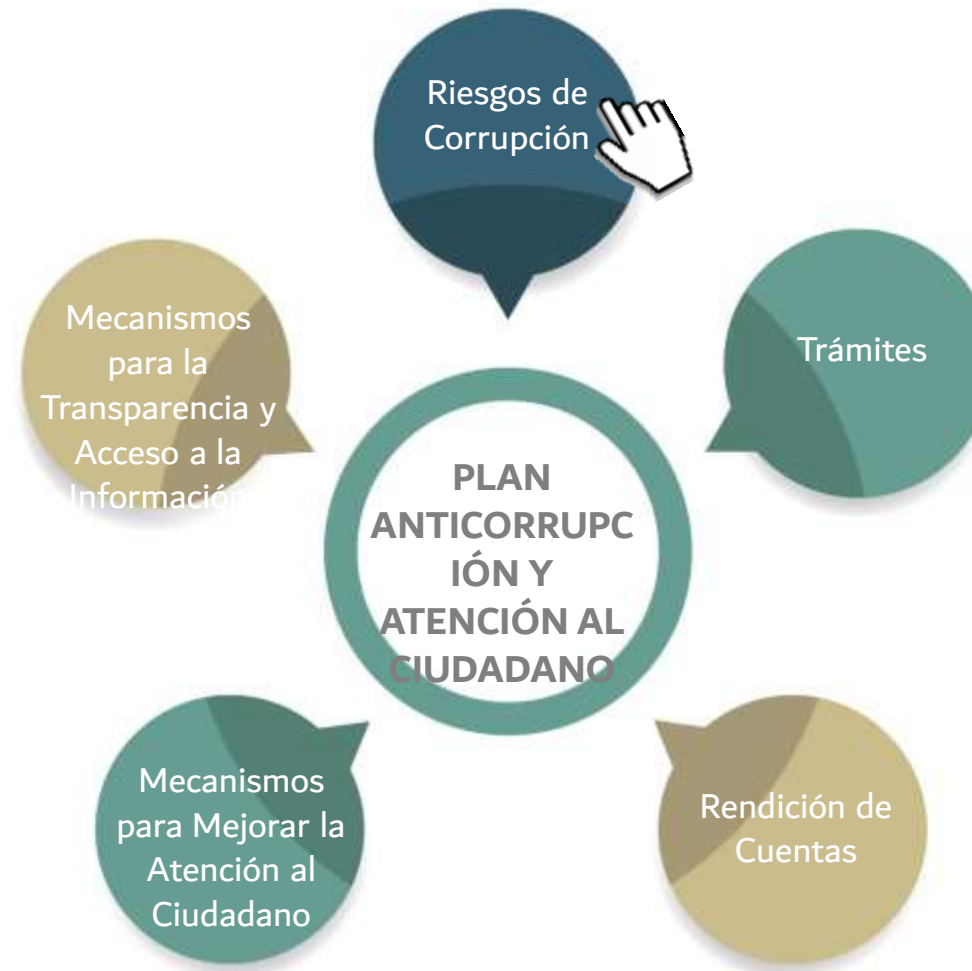 Riesgos de
Corrupción
Trámites
Mecanismos
para la
Transparencia y
Acceso a la
Información
PLAN
ANTICORRUPC
IÓN Y
ATENCIÓN AL
CIUDADANO
Mecanismos
para Mejorar la
Atención al
Ciudadano
Rendición de
Cuentas